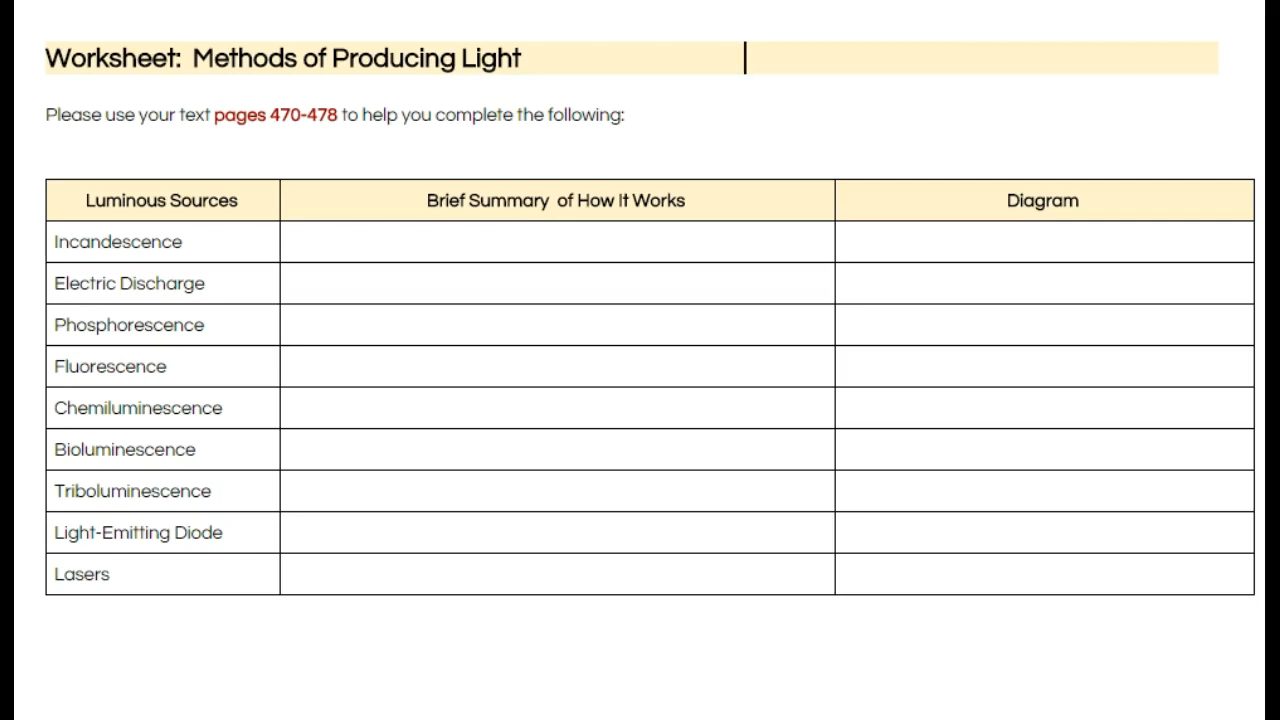 Worksheet: Methods of Producing Light
Please use your text pages 470-478 to help you complete the following:
Luminous Sources Brief Summary of How It Works Diagram
Incandescence
Electric Discharge
Phosphorescence
Fluorescence
Chemiluminescence
Bioluminescence
Triboluminescence
Light-Emitting Diode
Lasers